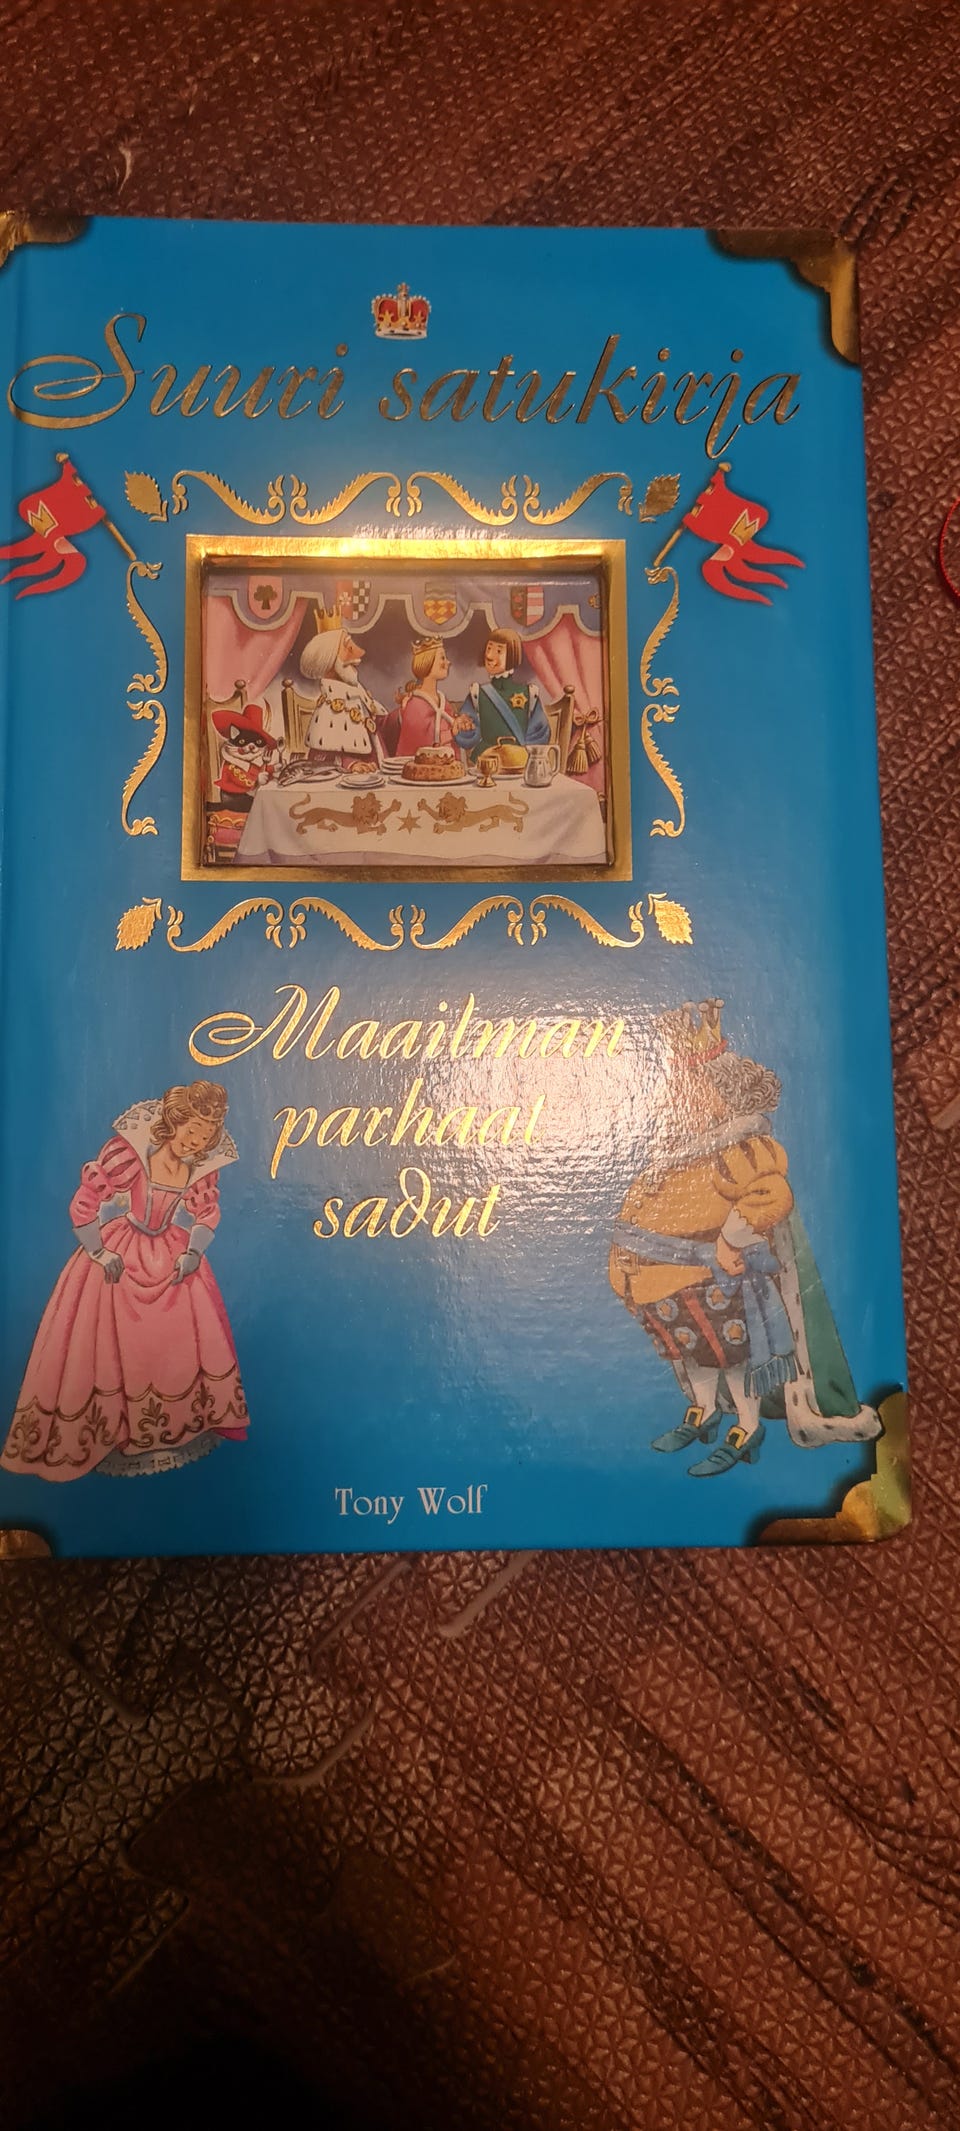 Suuri satukirja
Maailman
parhaat
sadut
Tony Wolf